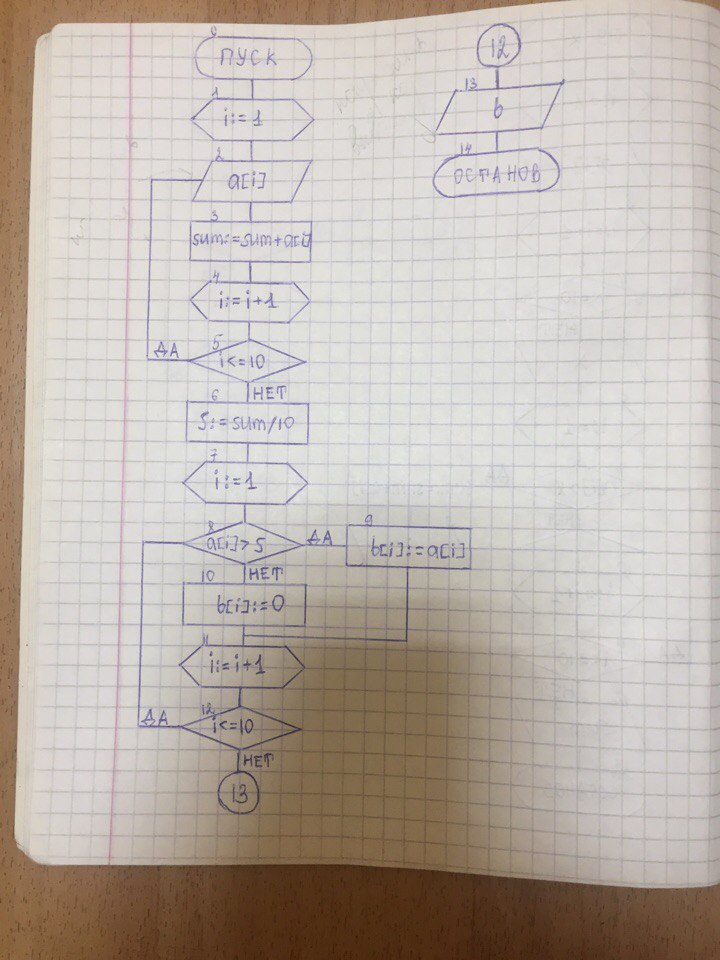 0
ПУСК
1
i:=1
2
a[i]
3
sum:=sum+a[i]
4
i:=i+1
5
ДА
i<=10
НЕТ
6
S:=sum/10
7
i:=1
8
a[i]>S
ДА
9
b[i]:=a[i]
НЕТ
10
b[i]:=0
11
i:=i+1
12
ДА
i<=10
НЕТ
13
12
13
b
14
ОСТАНОВ